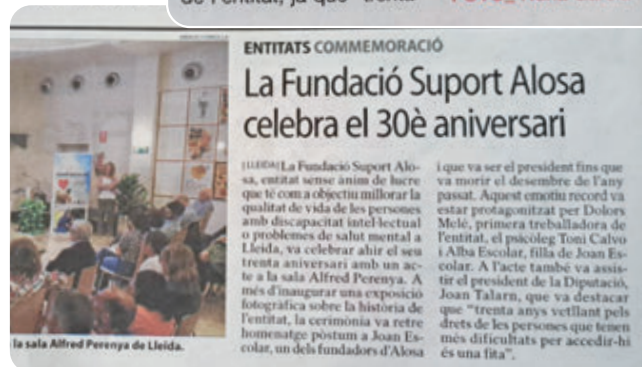 de l'entitat, ja que "trenta
ENTITATS COMMEMORACIÓ
La Fundació Suport Alosa
celebra el 30è aniversari
❘ LLEIDA ❘ La Fundació Suport Alo-
sa, entitat sense ànim de lucre
que té com a objectiu millorar la
qualitat de vida de les persones
amb discapacitat intel·lectual
o problemes de salut mental a
Lleida, va celebrar ahir el seu
trenta aniversari amb un ac-
te a la sala Alfred Perenya. A
més d'inaugurar una exposició
fotogràfica sobre la història de
l'entitat, la cerimònia va retre
homenatge pòstum a Joan Es-
colar, un dels fundadors d'Alosa
i que va ser el president fins que
va morir el desembre de l'any
passat. Aquest emotiu record va
estar protagonitzat per Dolors
Melé, primera treballadora de
l'entitat, el psicòleg Toni Calvo
i Alba Escolar, filla de Joan Es-
colar. A l'acte també va assis-
tir el president de la Diputació,
Joan Talarn, que va destacar
que "trenta anys vetllant pels
drets de les persones que tenen
més dificultats per accedir-hi
és una fita".
la sala Alfred Perenya de Lleida.